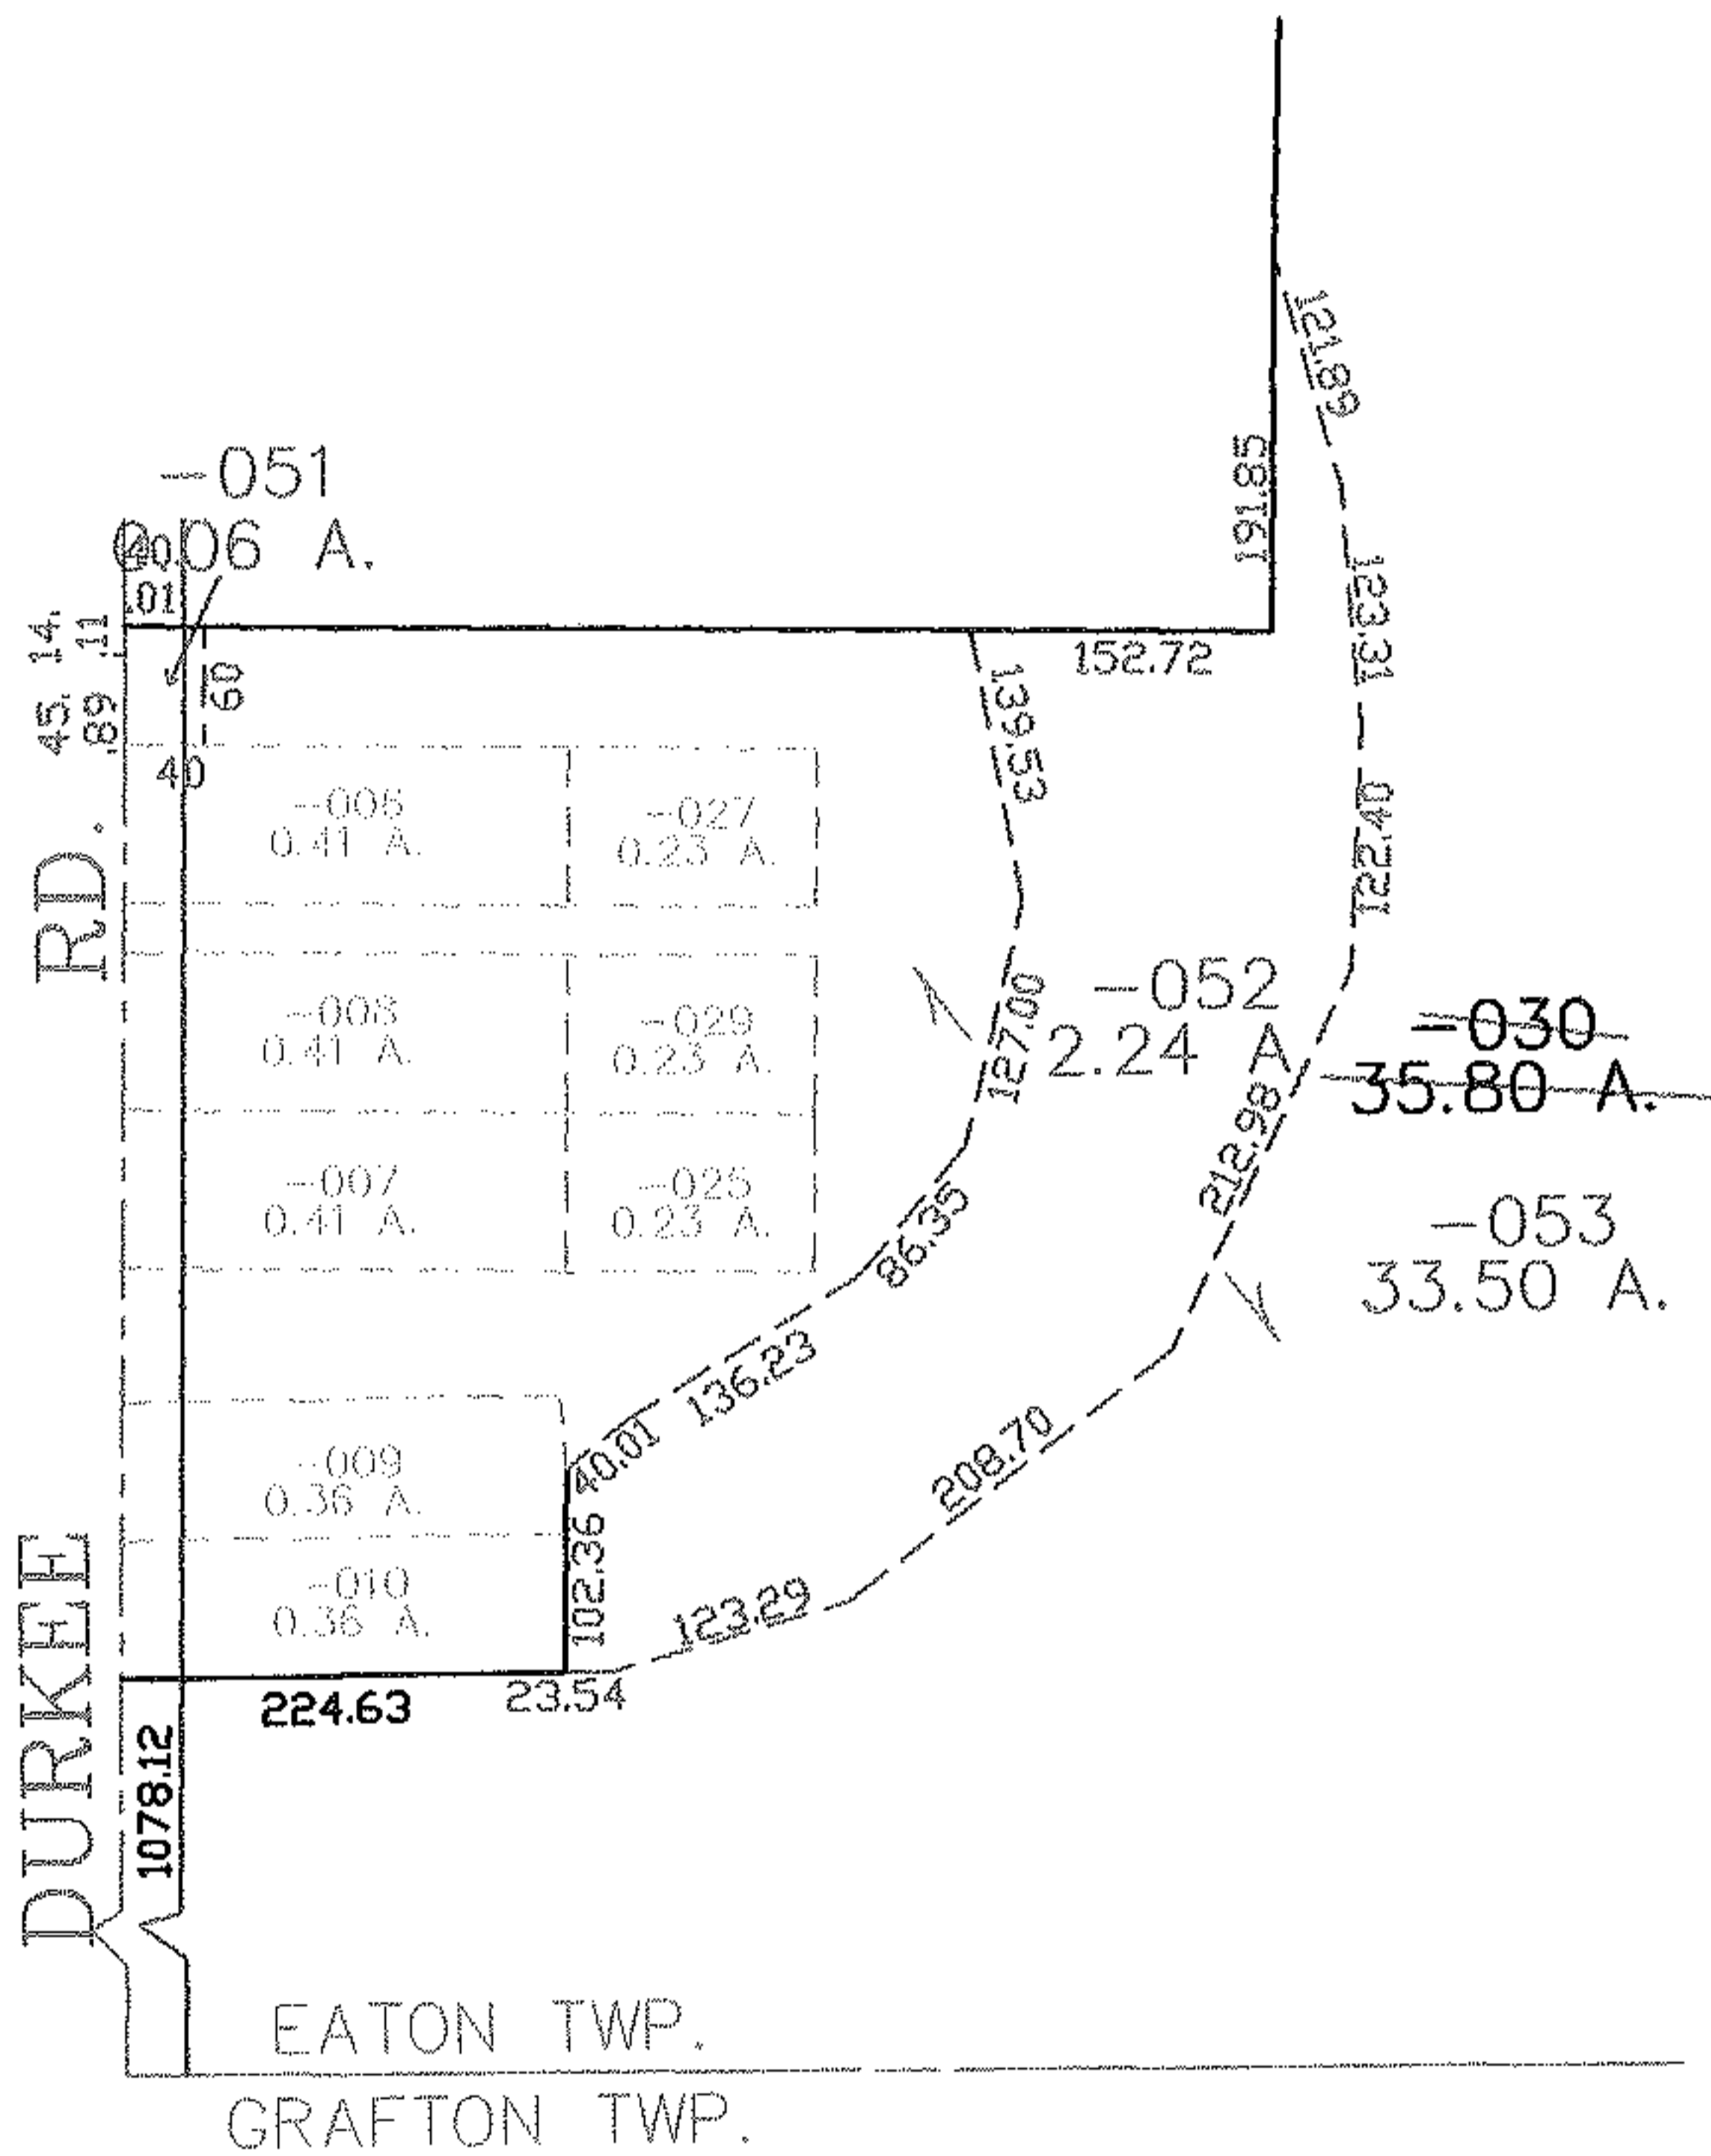 121.89
191.85
-051
0.06 A.
40.
.01
123.31
14.
.11
45.
.89
60
152.72
139.53
40
-006
0.41 A.
-027
0.23 A.
122.40
RD.
-008
0.41 A.
-029
0.23 A.
127.00
-052
2.24 A
-030
35.80 A.
212.98
-007
0.41 A.
-025
0.23 A.
86.35
-053
33.50 A.
136.23
40.01
208.70
-009
0.36 A.
102.36
-010
0.36 A.
123.29
224.63
23.54
DURKEE
1078.12
EATON TWP.
GRAFTON TWP.